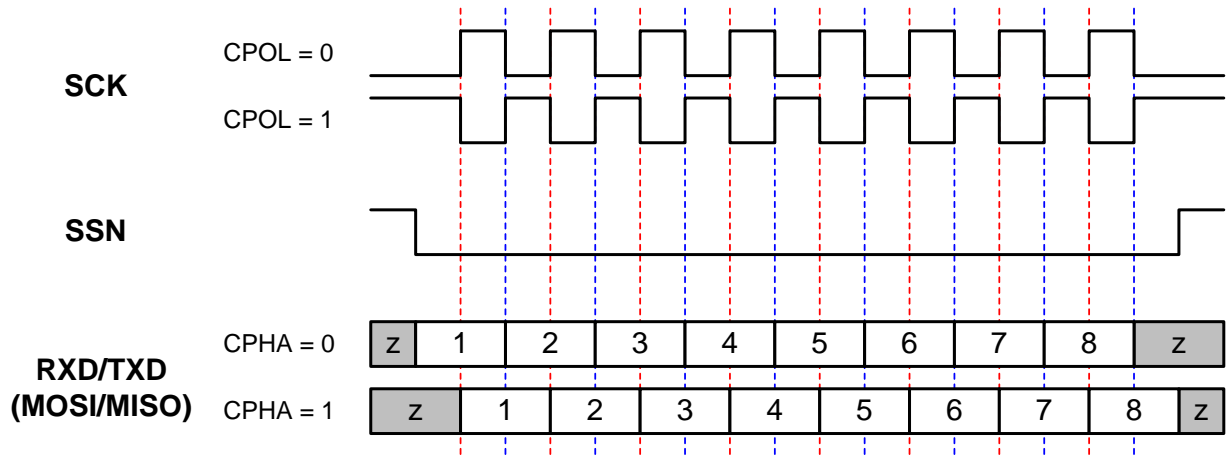 CPOL = 0
SCK
CPOL = 1
SSN
CPHA = 0 z 1 2 3 4 5 6 7 8 z
RXD/TXD
(MOSI/MISO)
CPHA = 1 z 1 2 3 4 5 6 7 8 z